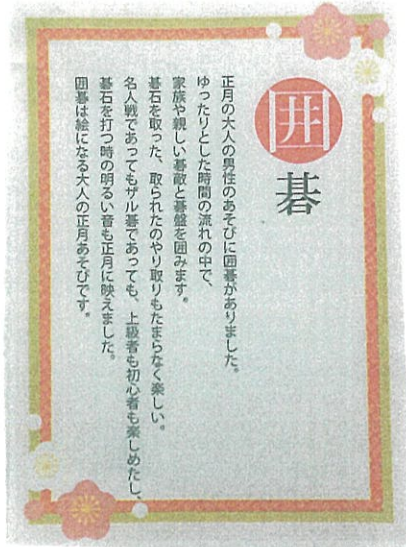 囲碁
正月の大人の男性のあそびに囲碁がありました。
ゆったりとした時間の流れの中で、
家族や親しい碁敵と碁盤を囲みます。
碁石を取った、取られたのやり取りもたまらなく楽しい。
名人戦であってもザル碁であっても、上級者も初心者も楽しめたし、
碁石を打つ時の明るい音も正月に映えました。
囲碁は絵になる大人の正月あそびです。